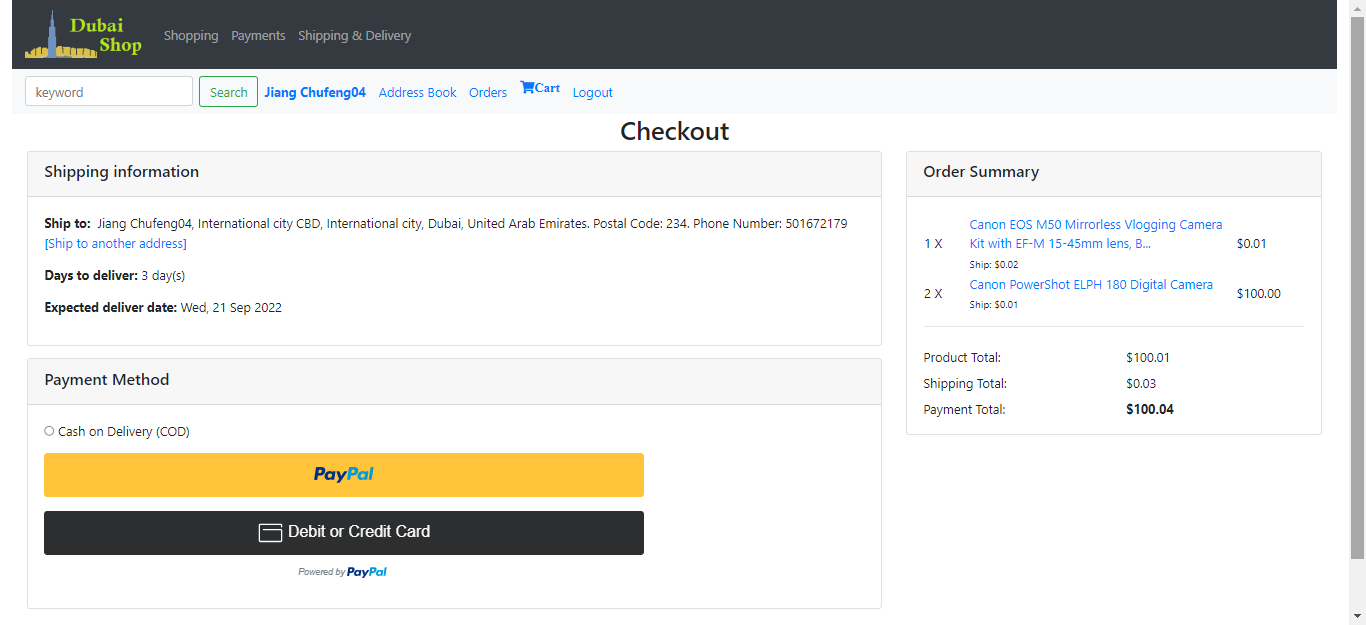 Dubai
Shop
Shopping Payments Shipping & Delivery
keyword Search Jiang Chufeng04 Address Book Orders Cart Logout
Checkout
Shipping information
Ship to: Jiang Chufeng04, International city CBD, International city, Dubai, United Arab Emirates. Postal Code: 234. Phone Number: 501672179
[Ship to another address]
Days to deliver: 3 day(s)
Expected deliver date: Wed, 21 Sep 2022
Payment Method
Cash on Delivery (COD)
PayPal
Debit or Credit Card
Powered by PayPal
Order Summary
Canon EOS M50 Mirrorless Vlogging Camera
1 X Kit with EF-M 15-45mm lens, B... $0.01
Ship: $0.02
Canon PowerShot ELPH 180 Digital Camera
2 X $100.00
Ship: $0.01
Product Total: $100.01
Shipping Total: $0.03
Payment Total: $100.04